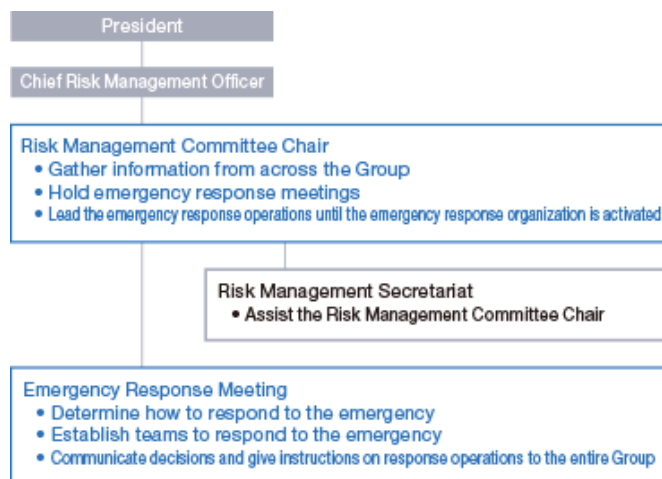 President
Chief Risk Management Officer
Risk Management Committee Chair
• Gather information from across the Group
• Hold emergency response meetings
• Lead the emergency response operations until the emergency response organization is activated
Risk Management Secretariat
• Assist the Risk Management Committee Chair
Emergency Response Meeting
• Determine how to respond to the emergency
• Establish teams to respond to the emergency
• Communicate decisions and give instructions on response operations to the entire Group